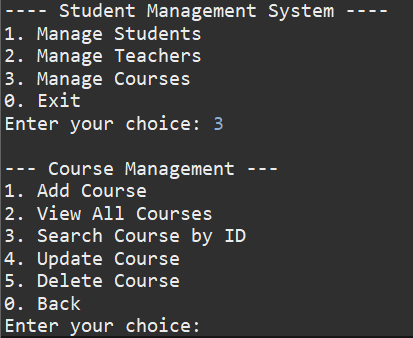 ---- Student Management System ----
1. Manage Students
2. Manage Teachers
3. Manage Courses
0. Exit
Enter your choice: 3
--- Course Management ---
1. Add Course
2. View All Courses
3. Search Course by ID
4. Update Course
5. Delete Course
0. Back
Enter your choice: